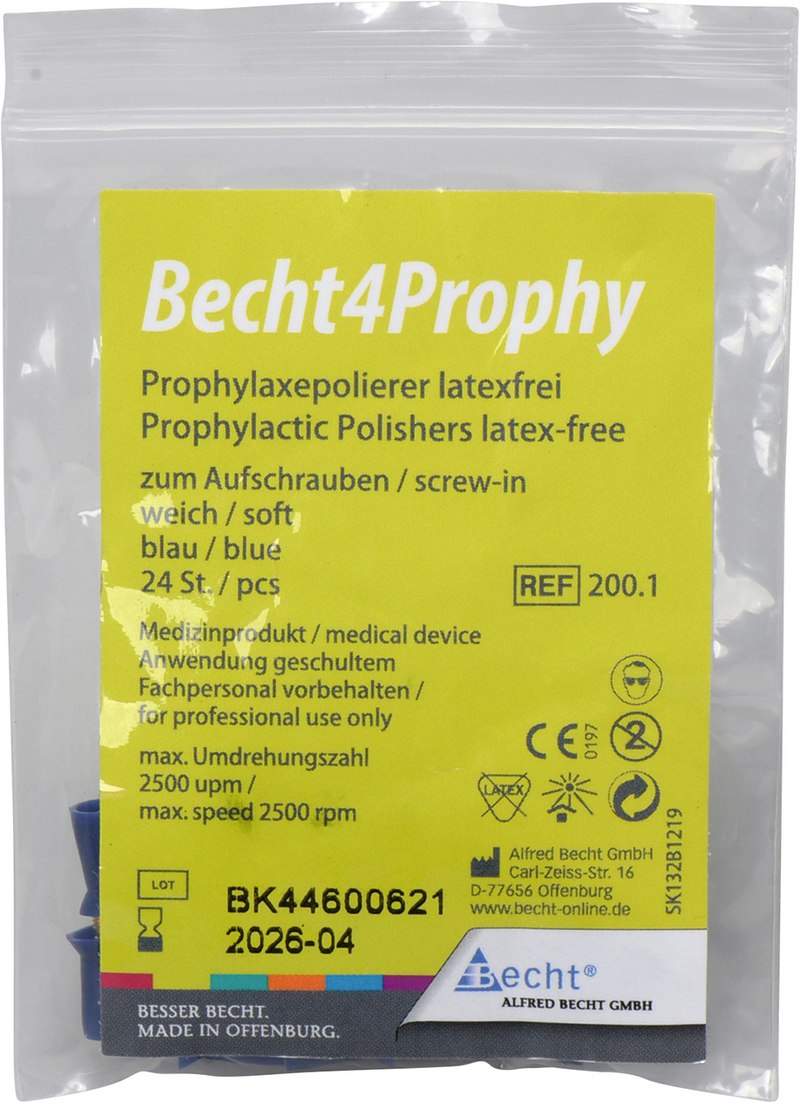 Becht4Prophy
Prophylaxepolierer latexfrei
Prophylactic Polishers latex-free
zum Aufschrauben / screw-in
weich / soft
blau / blue
24 St. / pcs
REF 200.1
Medizinprodukt / medical device
Anwendung geschultem
Fachpersonal vorbehalten /
for professional use only
CE 0197
2
max. Umdrehungszahl
2500 upm /
max. speed 2500 rpm
LATEX
SK132B1219
Alfred Becht GmbH
Carl-Zeiss-Str. 16
D-77656 Offenburg
www.becht-online.de
LOT BK44600621
2026-04
Becht®
ALFRED BECHT GMBH
BESSER BECHT.
MADE IN OFFENBURG.